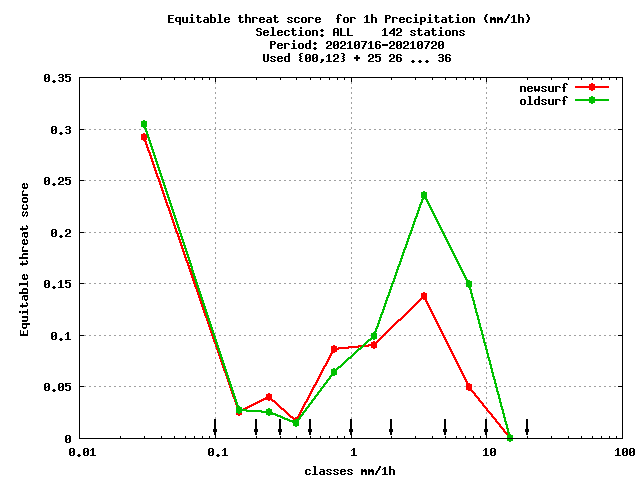 Equitable threat score  for 1h Precipitation (mm/1h)
Selection: ALL    142 stations
Period: 20210716-20210720
Used {00,12} + 25 26 ... 36
newsurf
oldsurf
Equitable threat score
0.35
0.3
0.25
0.2
0.15
0.1
0.05
0
0.01
0.1
1
10
100
classes mm/1h